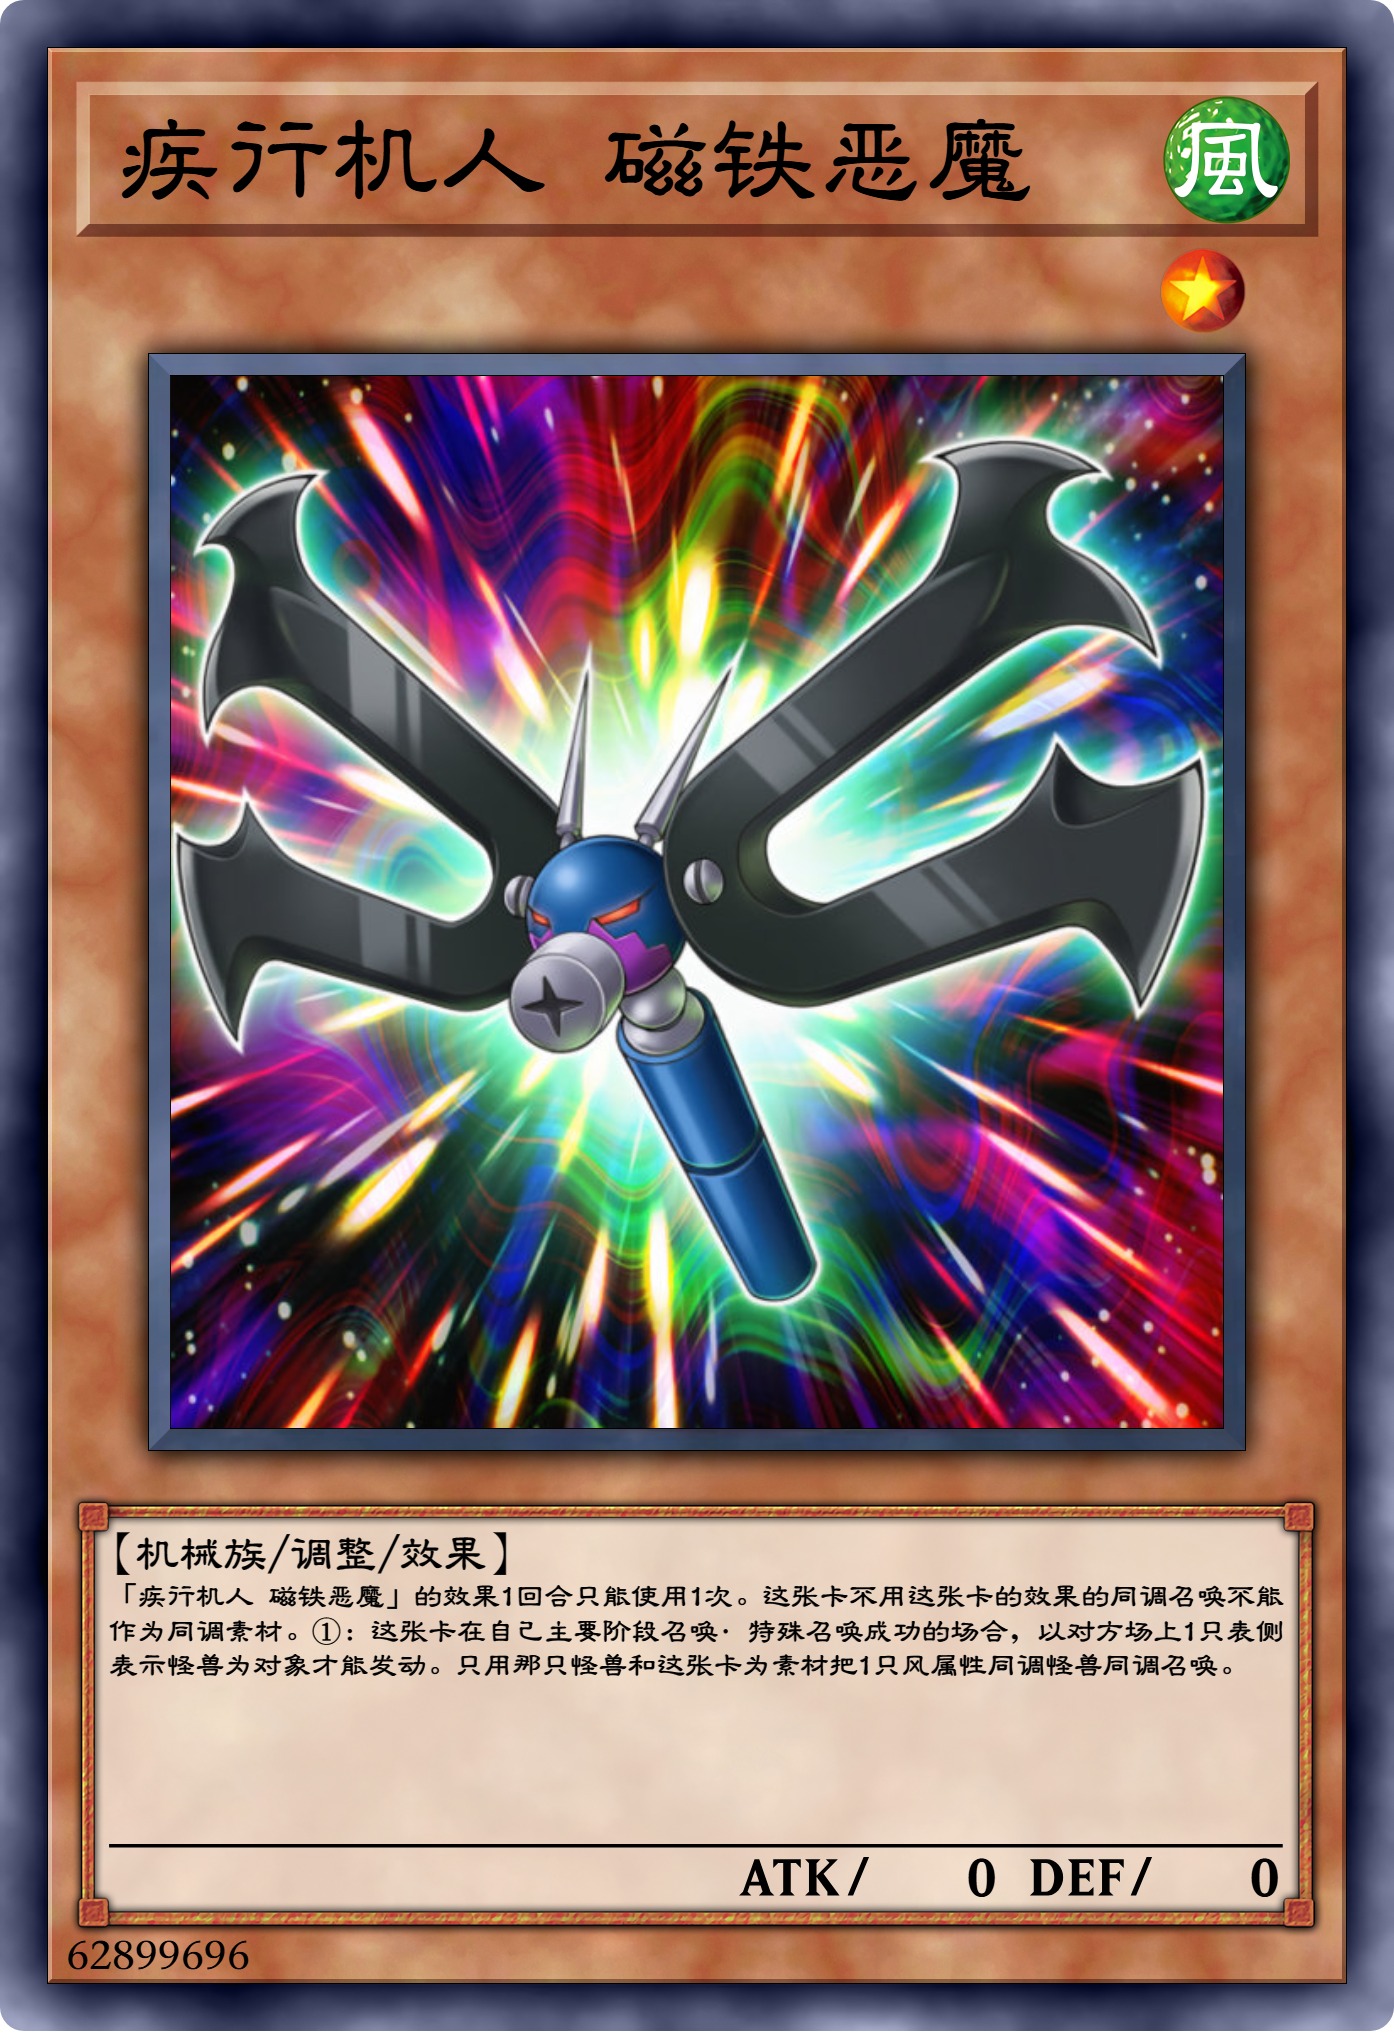 疾行机人 磁铁恶魔
風
【机械族/调整/效果】
「疾行机人 磁铁恶魔」的效果1回合只能使用1次。这张卡不用这张卡的效果的同调召唤不能
作为同调素材。①：这张卡在自己主要阶段召唤·特殊召唤成功的场合，以对方场上1只表侧
表示怪兽为对象才能发动。只用那只怪兽和这张卡为素材把1只风属性同调怪兽同调召唤。
ATK/ 0 DEF/ 0
62899696